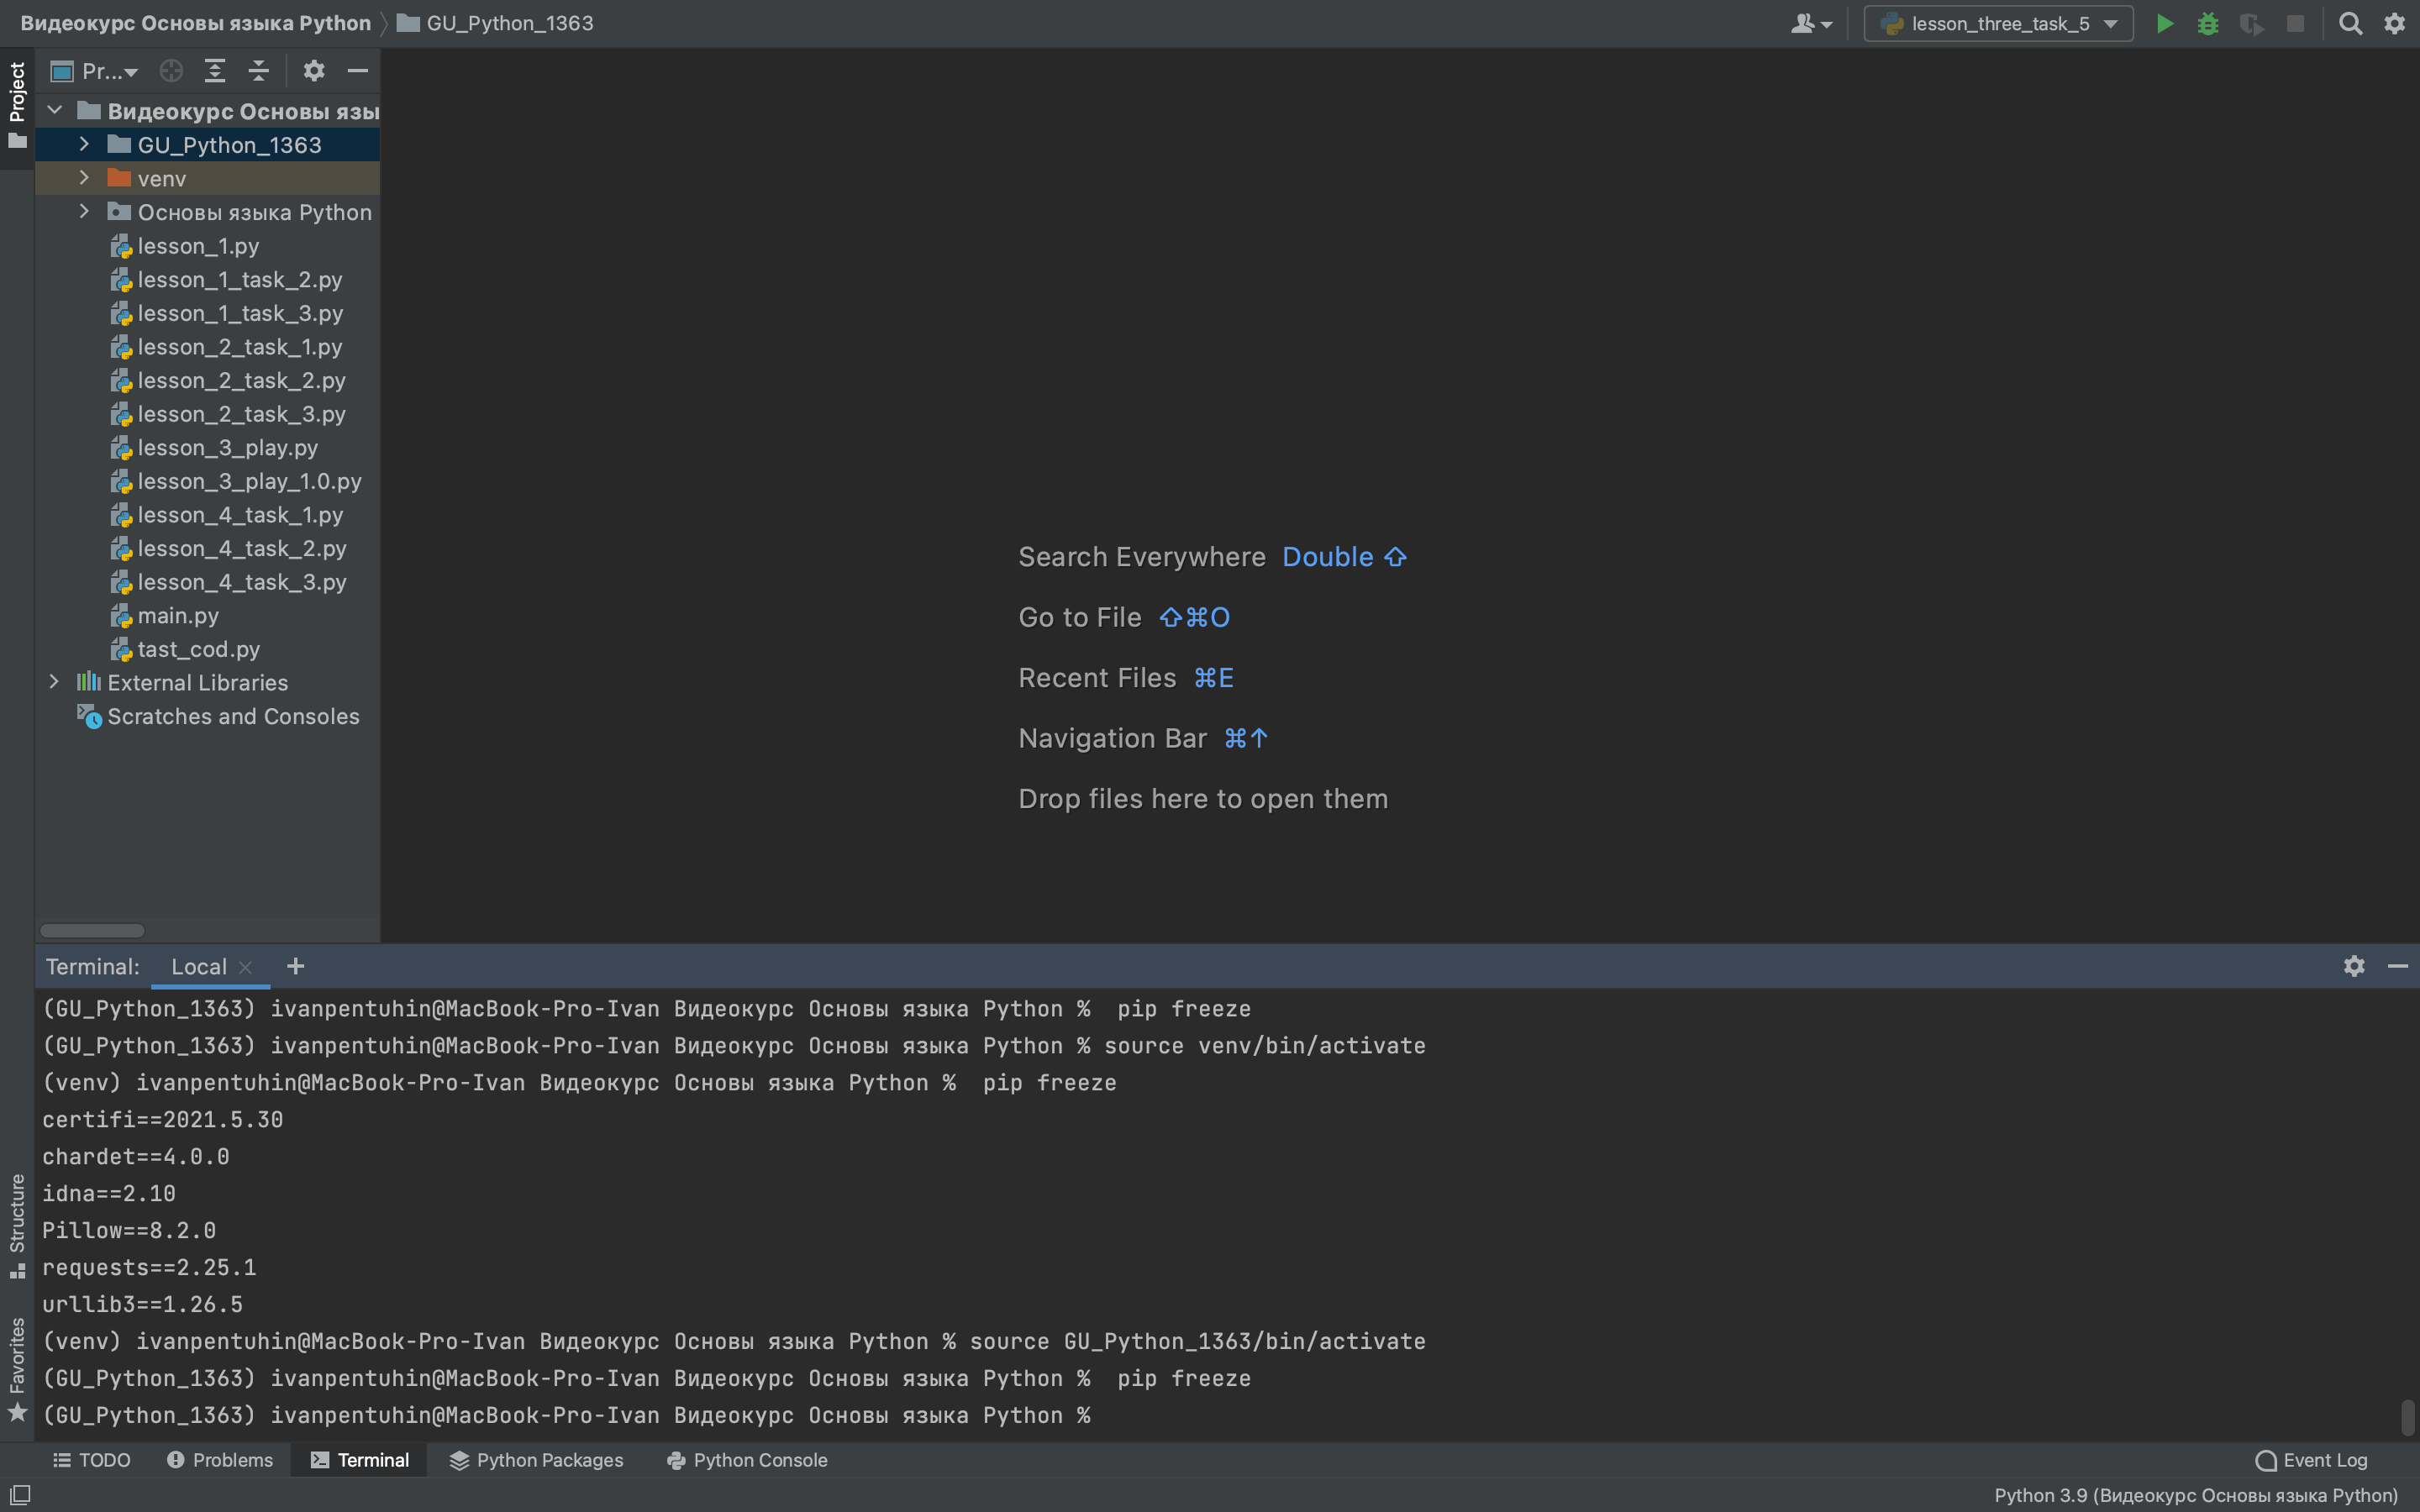 Видеокурс Основы языка Python
GU_Python_1363
lesson_three_task_5
Project
Pr...
Видеокурс Основы язы
GU_Python_1363
venv
Основы языка Python
lesson_1.py
lesson_1_task_2.py
lesson_1_task_3.py
lesson_2_task_1.py
lesson_2_task_2.py
lesson_2_task_3.py
lesson_3_play.py
lesson_3_play_1.0.py
lesson_4_task_1.py
lesson_4_task_2.py
lesson_4_task_3.py
main.py
tast_cod.py
External Libraries
Scratches and Consoles
Search Everywhere Double ⇧
Go to File ⇧⌘O
Recent Files ⌘E
Navigation Bar ⌘↑
Drop files here to open them
Terminal: Local
(GU_Python_1363) ivanpentuhin@MacBook-Pro-Ivan Видеокурс Основы языка Python %  pip freeze
(GU_Python_1363) ivanpentuhin@MacBook-Pro-Ivan Видеокурс Основы языка Python % source venv/bin/activate
(venv) ivanpentuhin@MacBook-Pro-Ivan Видеокурс Основы языка Python %  pip freeze
certifi==2021.5.30
chardet==4.0.0
idna==2.10
Pillow==8.2.0
requests==2.25.1
urllib3==1.26.5
(venv) ivanpentuhin@MacBook-Pro-Ivan Видеокурс Основы языка Python % source GU_Python_1363/bin/activate
(GU_Python_1363) ivanpentuhin@MacBook-Pro-Ivan Видеокурс Основы языка Python %  pip freeze
(GU_Python_1363) ivanpentuhin@MacBook-Pro-Ivan Видеокурс Основы языка Python %
Structure
Favorites
TODO Problems Terminal Python Packages Python Console Event Log
Python 3.9 (Видеокурс Основы языка Python)